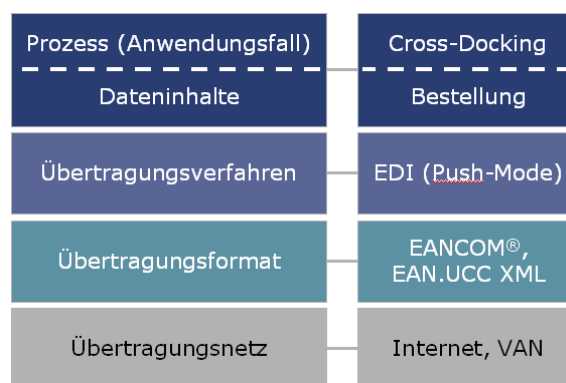 Prozess (Anwendungsfall)
Cross-Docking
Dateninhalte
Bestellung
Übertragungsverfahren
EDI (Push-Mode)
Übertragungsformat
EANCOM®,
EAN.UCC XML
Übertragungsnetz
Internet, VAN